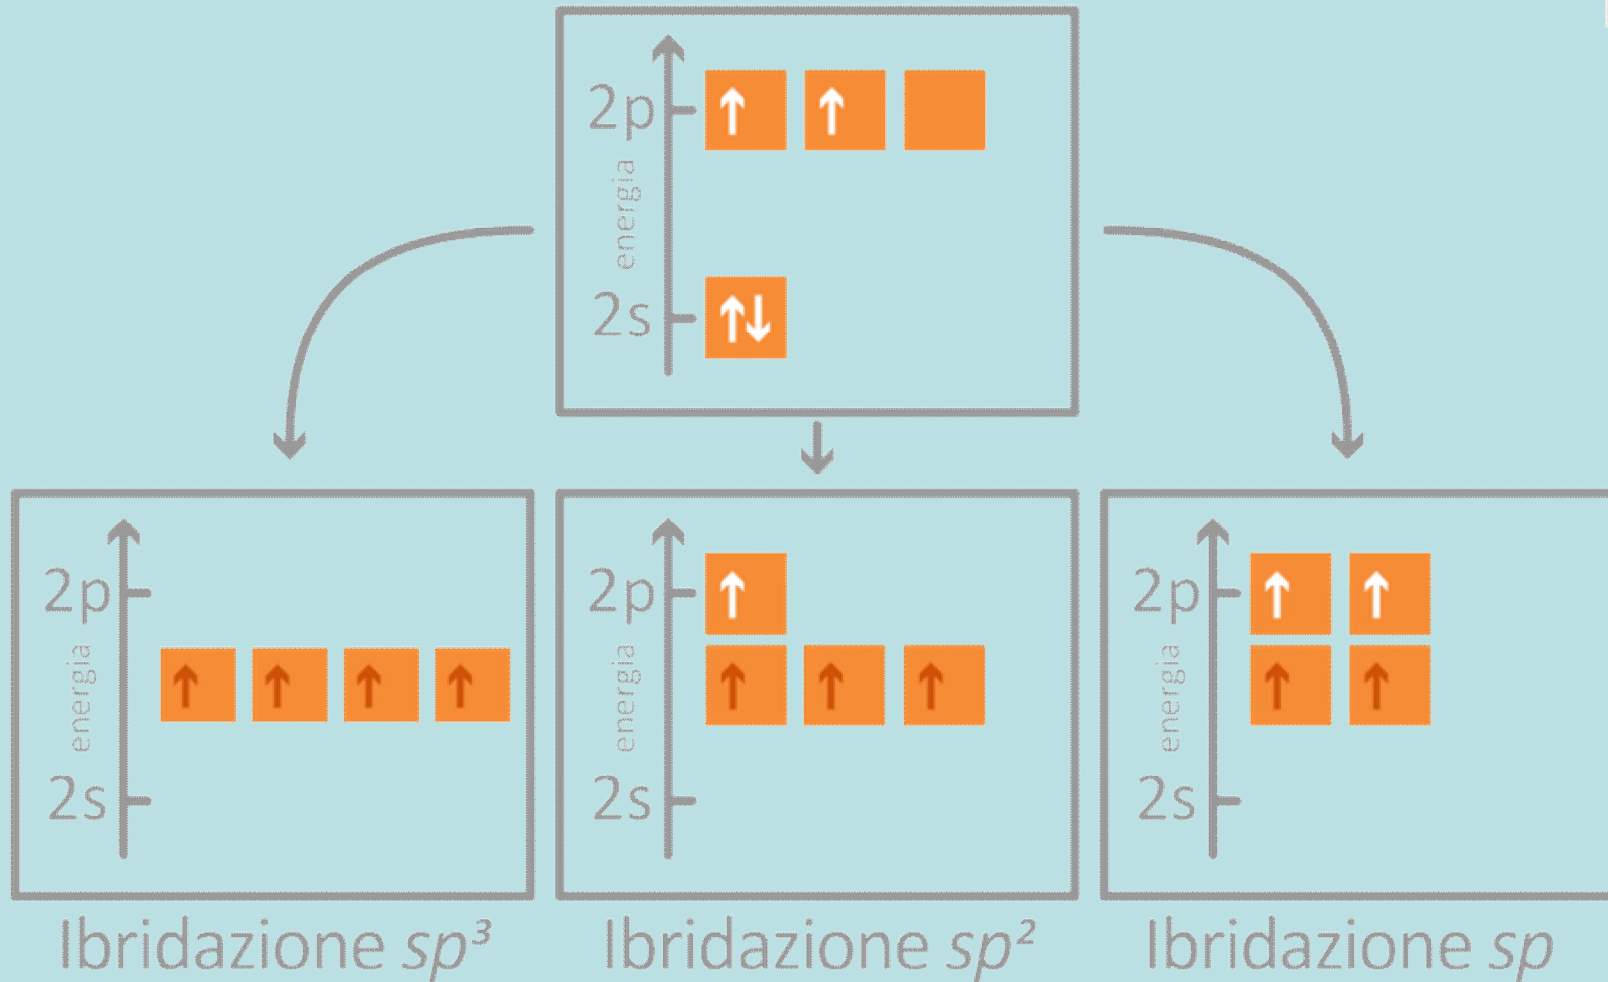 2p
energia
2s
2p
energia
2s
2p
energia
2s
2p
energia
2s
Ibridazione sp³
Ibridazione sp²
Ibridazione sp